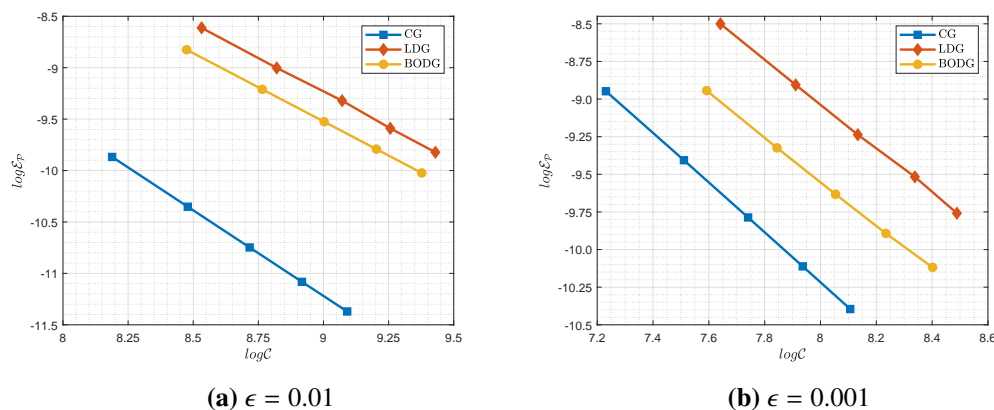 -8.5
-9
-9.5
-10
-10.5
-11
-11.5
logℰ_𝒫
8
8.25
8.5
8.75
9
9.25
9.5
log𝒞
CG
LDG
BODG
(a) ϵ = 0.01
-8.5
-8.75
-9.0
-9.25
-9.5
-9.75
-10.0
-10.25
-10.5
logℰ_𝒫
7.2
7.4
7.6
7.8
8
8.2
8.4
8.6
log𝒞
CG
LDG
BODG
(b) ϵ = 0.001